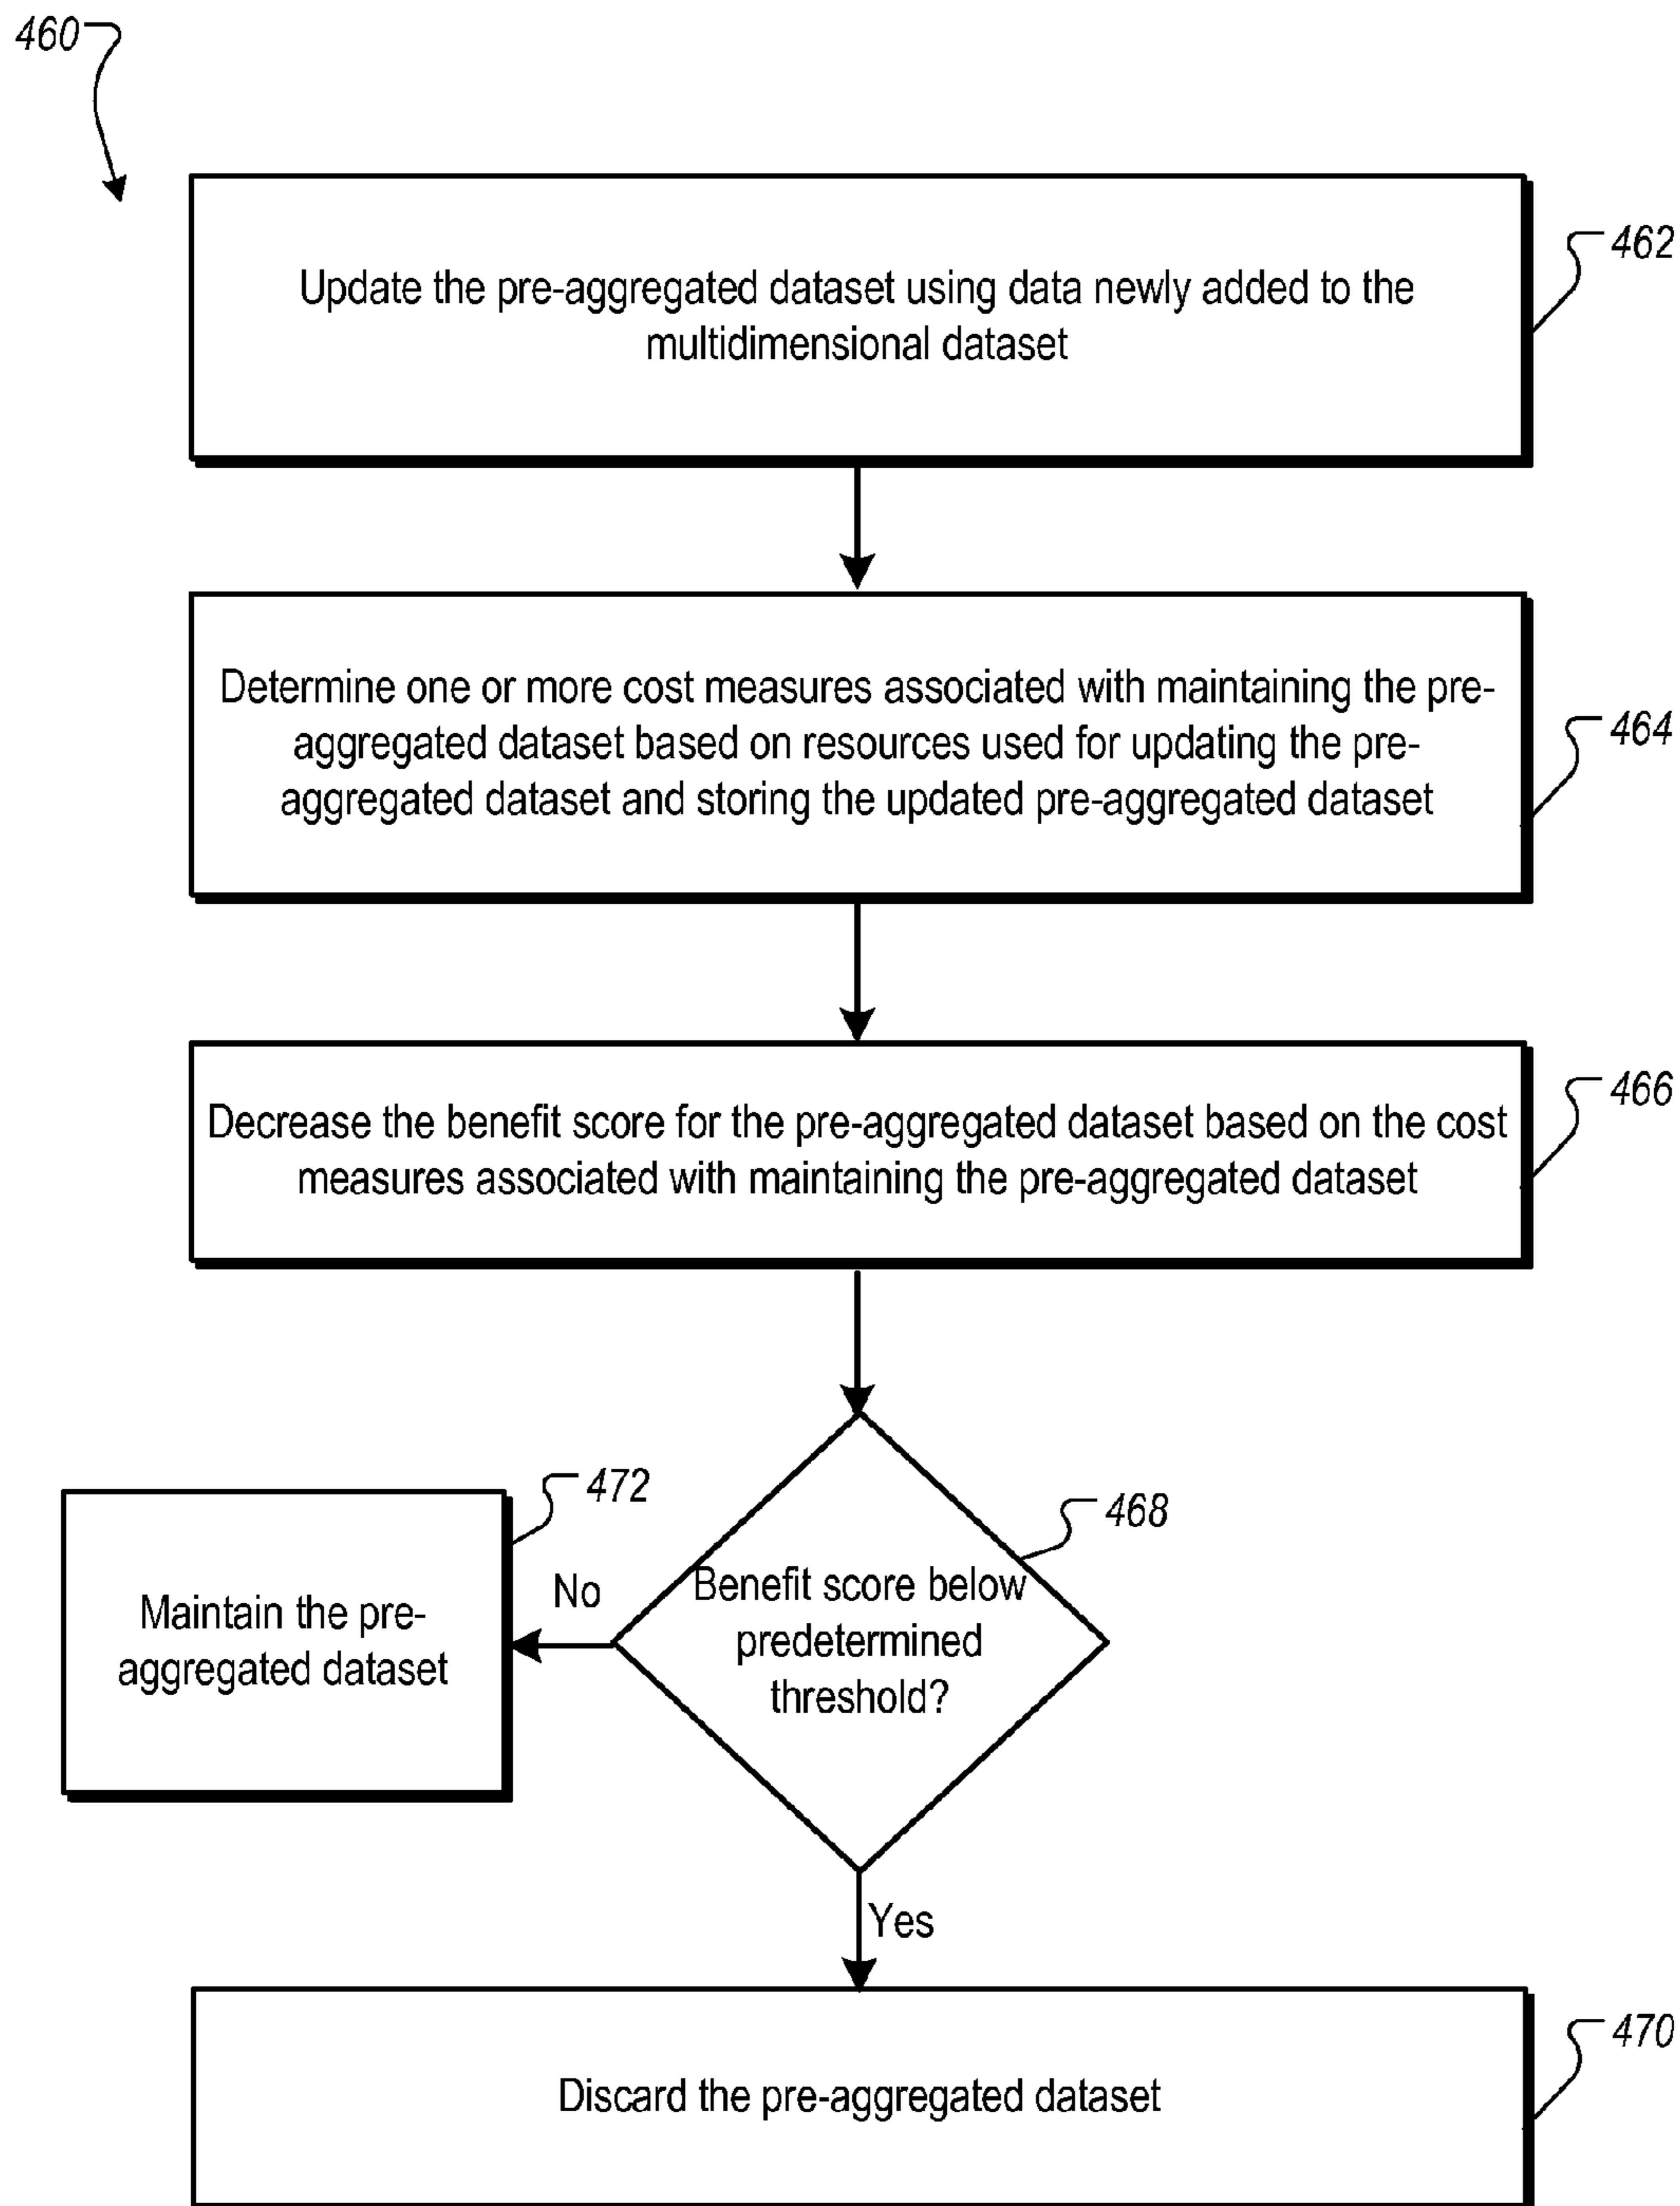 460
Update the pre-aggregated dataset using data newly added to the
multidimensional dataset
462
Determine one or more cost measures associated with maintaining the pre-
aggregated dataset based on resources used for updating the pre-
aggregated dataset and storing the updated pre-aggregated dataset
464
Decrease the benefit score for the pre-aggregated dataset based on the cost
measures associated with maintaining the pre-aggregated dataset
466
Benefit score below
predetermined
threshold?
468
No
Maintain the pre-
aggregated dataset
472
Yes
Discard the pre-aggregated dataset
470